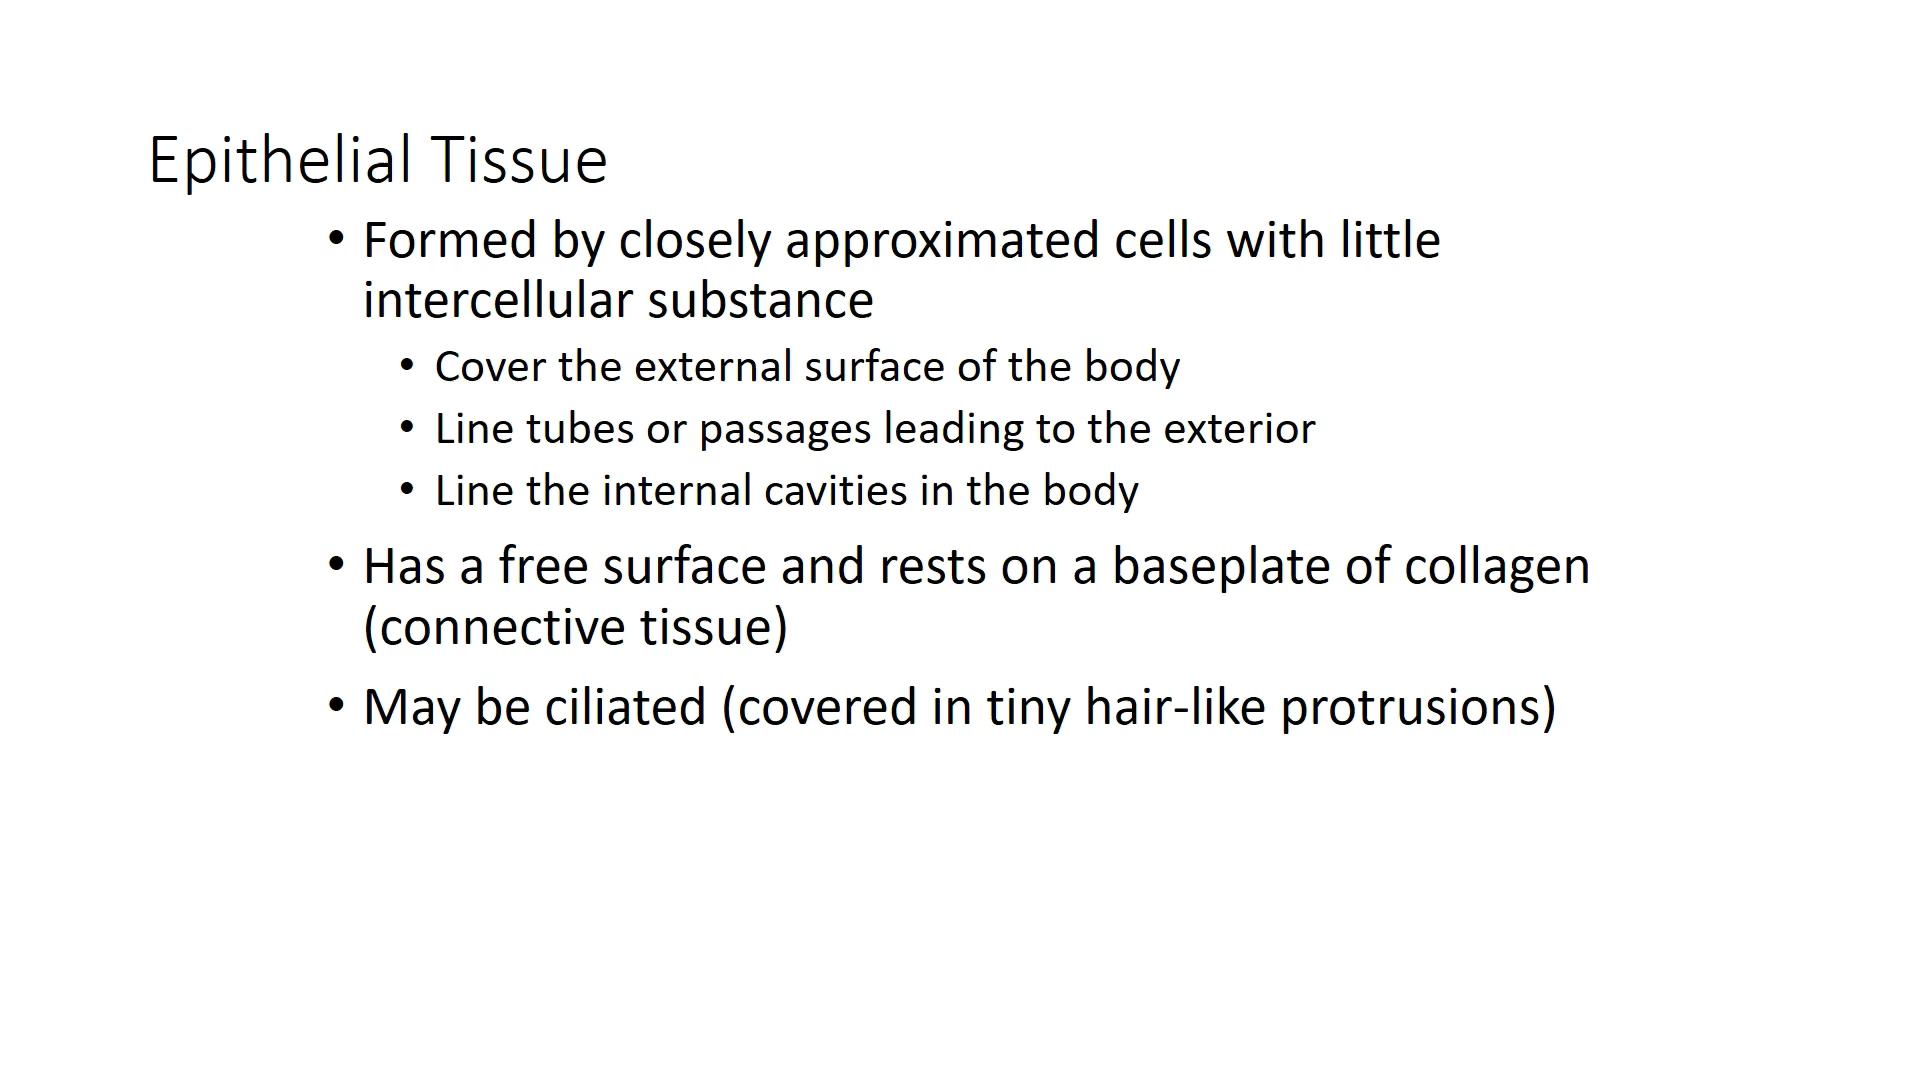 Epithelial Tissue
• Formed by closely approximated cells with little
intercellular substance
• Cover the external surface of the body
• Line tubes or passages leading to the exterior
• Line the internal cavities in the body
• Has a free surface and rests on a baseplate of collagen
(connective tissue)
• May be ciliated (covered in tiny hair-like protrusions)